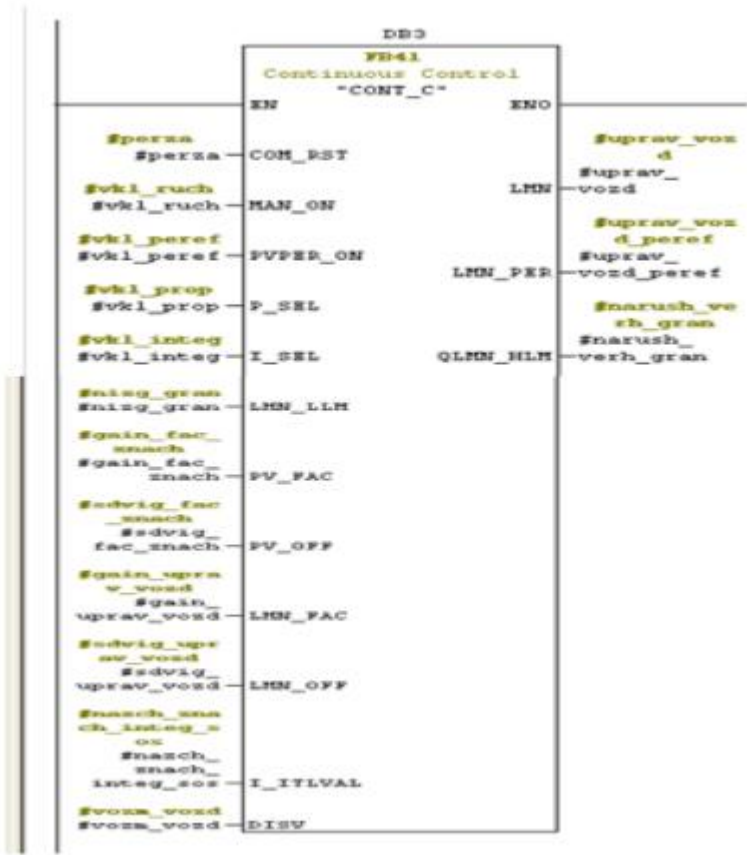 DB3
FB41
Continuous Control
"CONT_C"
EN ENO
#perza
#perza COM_RST
#vkl_ruch
#vkl_ruch MAN_ON
#vkl_peref
#vkl_peref PVPER_ON
#vkl_prop
#vkl_prop P_SEL
#vkl_integ
#vkl_integ I_SEL
#nizg_gran
#nizg_gran LMN_LLM
#gain_fac_
znach
#gain_fac_
znach PV_FAC
#sdvig_fac
_znach
#sdvig_
fac_znach PV_OFF
#gain_upra
v_vozd
#gain_
uprav_vozd LMN_FAC
#sdvig_upr
av_vozd
#sdvig_
uprav_vozd LMN_OFF
#nazch_zna
ch_integ_s
os
#nazch_
znach_
integ_sos I_ITLVAL
#vozm_vozd
#vozm_vozd DISV
#uprav_voz
d
#uprav_
LMN vozd
#uprav_voz
d_peref
#uprav_
LMN_PER vozd_peref
#narush_ve
rh_gran
#narush_
QLMN_HLM verh_gran